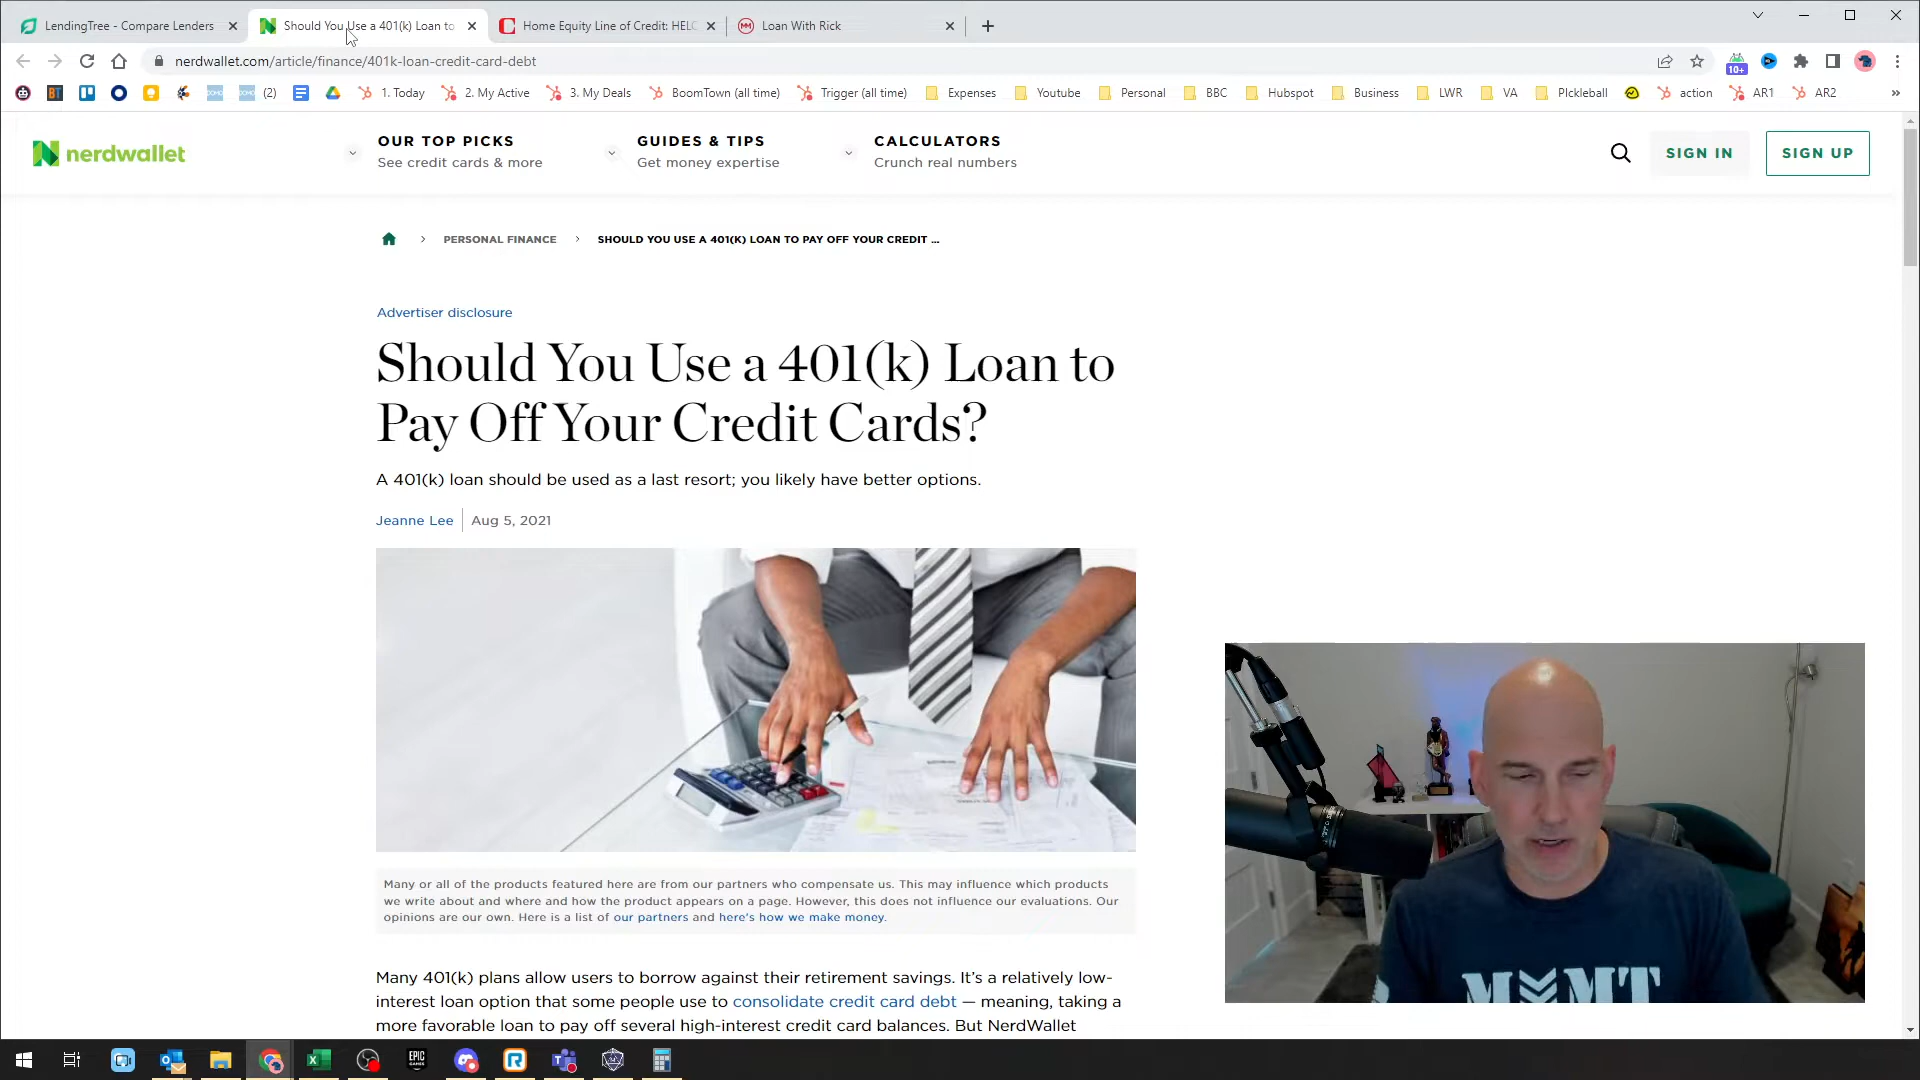 LendingTree - Compare Lenders
Should You Use a 401(k) Loan to
Home Equity Line of Credit: HELC
Loan With Rick
nerdwallet.com/article/finance/401k-loan-credit-card-debt
10+
BT
DOMO
DOMO
(2)
1. Today
2. My Active
3. My Deals
BoomTown (all time)
Trigger (all time)
Expenses
Youtube
Personal
BBC
Hubspot
Business
LWR
VA
PIckleball
action
AR1
AR2
»
nerdwallet
OUR TOP PICKS
See credit cards & more
GUIDES & TIPS
Get money expertise
CALCULATORS
Crunch real numbers
SIGN IN
SIGN UP
PERSONAL FINANCE
SHOULD YOU USE A 401(K) LOAN TO PAY OFF YOUR CREDIT ...
Advertiser disclosure
Should You Use a 401(k) Loan to
Pay Off Your Credit Cards?
A 401(k) loan should be used as a last resort; you likely have better options.
Jeanne Lee
Aug 5, 2021
Many or all of the products featured here are from our partners who compensate us. This may influence which products
we write about and where and how the product appears on a page. However, this does not influence our evaluations. Our
opinions are our own. Here is a list of our partners and here's how we make money.
Many 401(k) plans allow users to borrow against their retirement savings. It's a relatively low-
interest loan option that some people use to consolidate credit card debt — meaning, taking a
more favorable loan to pay off several high-interest credit card balances. But NerdWallet
EPIC
GAMES